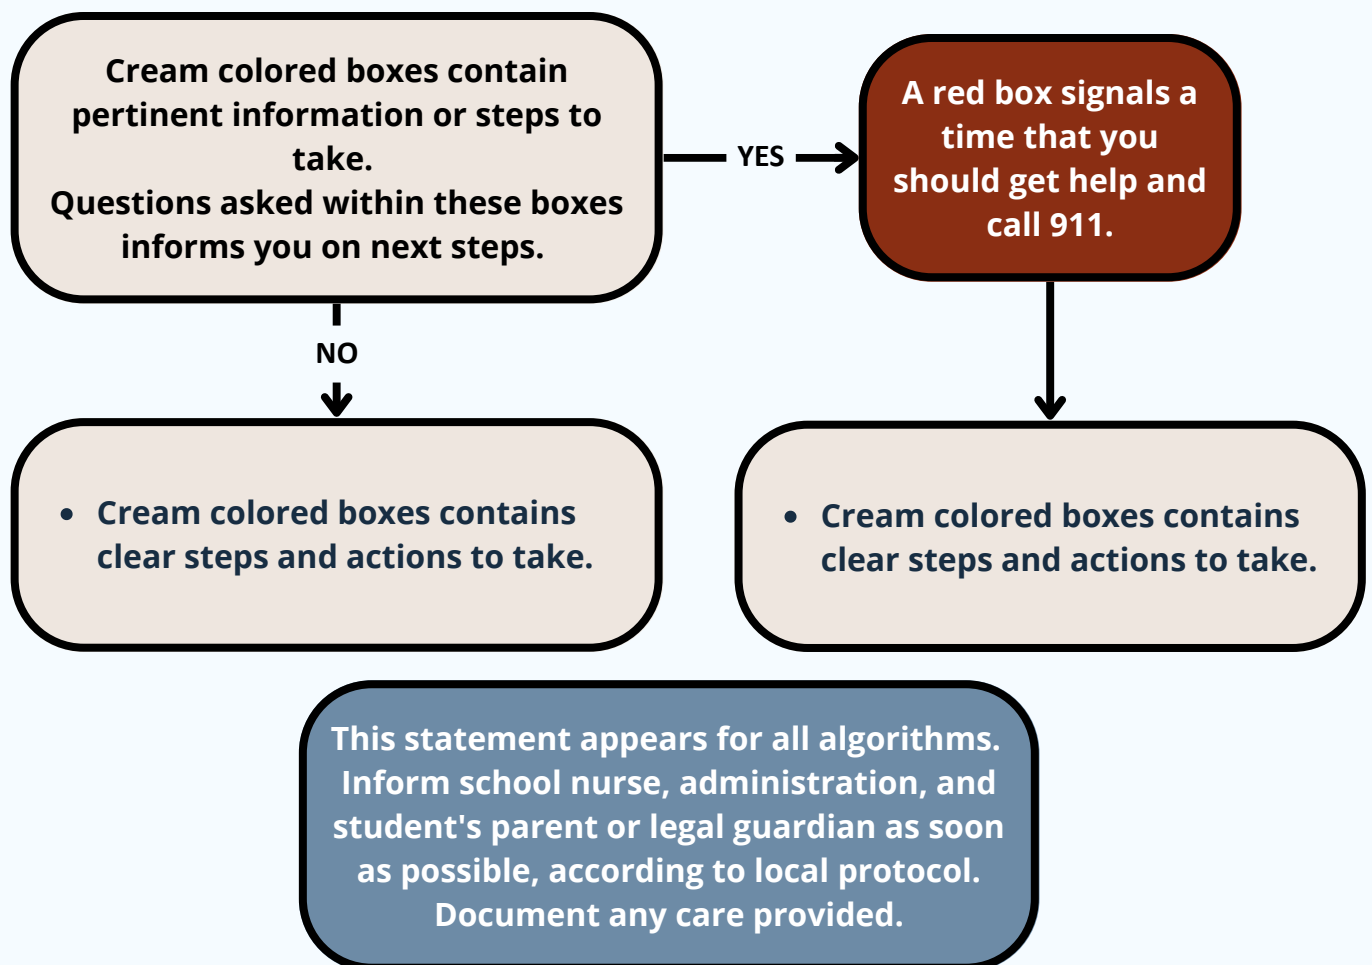 Cream colored boxes contain
pertinent information or steps to
take.
Questions asked within these boxes
informs you on next steps.
YES
A red box signals a
time that you
should get help and
call 911.
NO
• Cream colored boxes contains
clear steps and actions to take.
• Cream colored boxes contains
clear steps and actions to take.
This statement appears for all algorithms.
Inform school nurse, administration, and
student's parent or legal guardian as soon
as possible, according to local protocol.
Document any care provided.